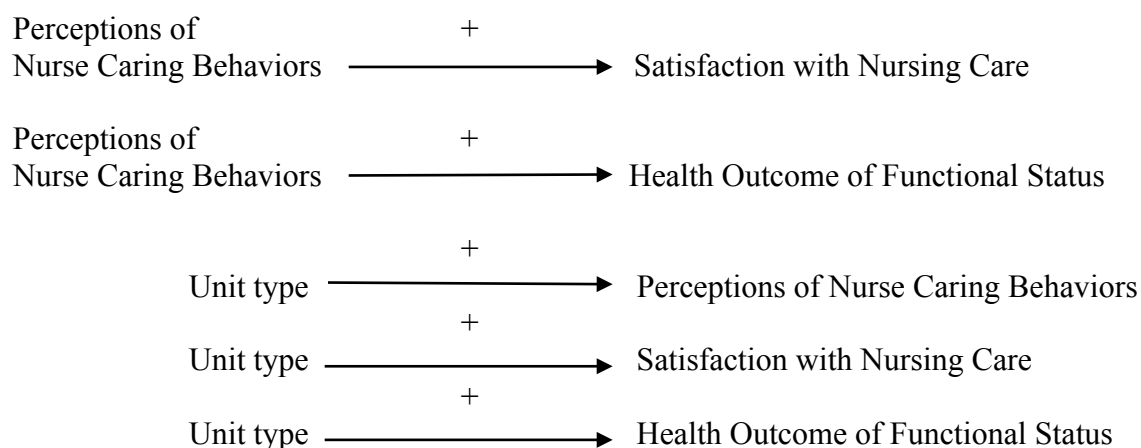 Perceptions of +
Nurse Caring Behaviors Satisfaction with Nursing Care
Perceptions of +
Nurse Caring Behaviors Health Outcome of Functional Status
+
Unit type Perceptions of Nurse Caring Behaviors
+
Unit type Satisfaction with Nursing Care
+
Unit type Health Outcome of Functional Status